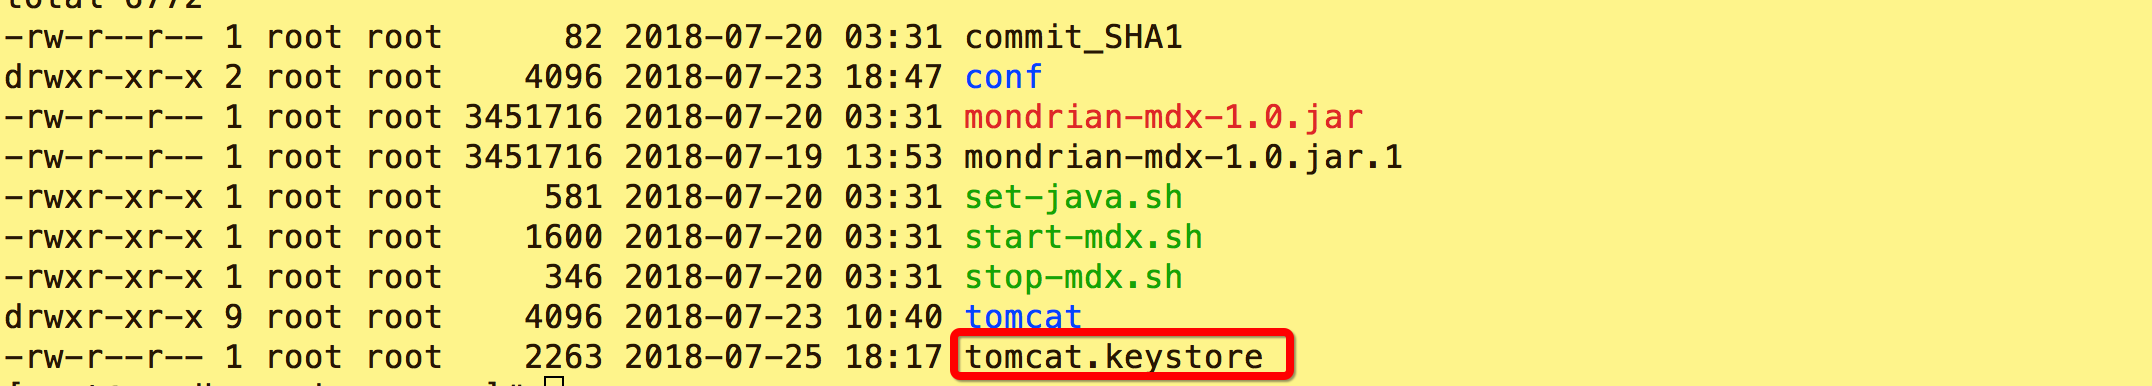 total 6772
-rw-r--r-- 1 root root      82 2018-07-20 03:31 commit_SHA1
drwxr-xr-x 2 root root    4096 2018-07-23 18:47 conf
-rw-r--r-- 1 root root 3451716 2018-07-20 03:31 mondrian-mdx-1.0.jar
-rw-r--r-- 1 root root 3451716 2018-07-19 13:53 mondrian-mdx-1.0.jar.1
-rwxr-xr-x 1 root root     581 2018-07-20 03:31 set-java.sh
-rwxr-xr-x 1 root root    1600 2018-07-20 03:31 start-mdx.sh
-rwxr-xr-x 1 root root     346 2018-07-20 03:31 stop-mdx.sh
drwxr-xr-x 9 root root    4096 2018-07-23 10:40 tomcat
-rw-r--r-- 1 root root    2263 2018-07-25 18:17 tomcat.keystore